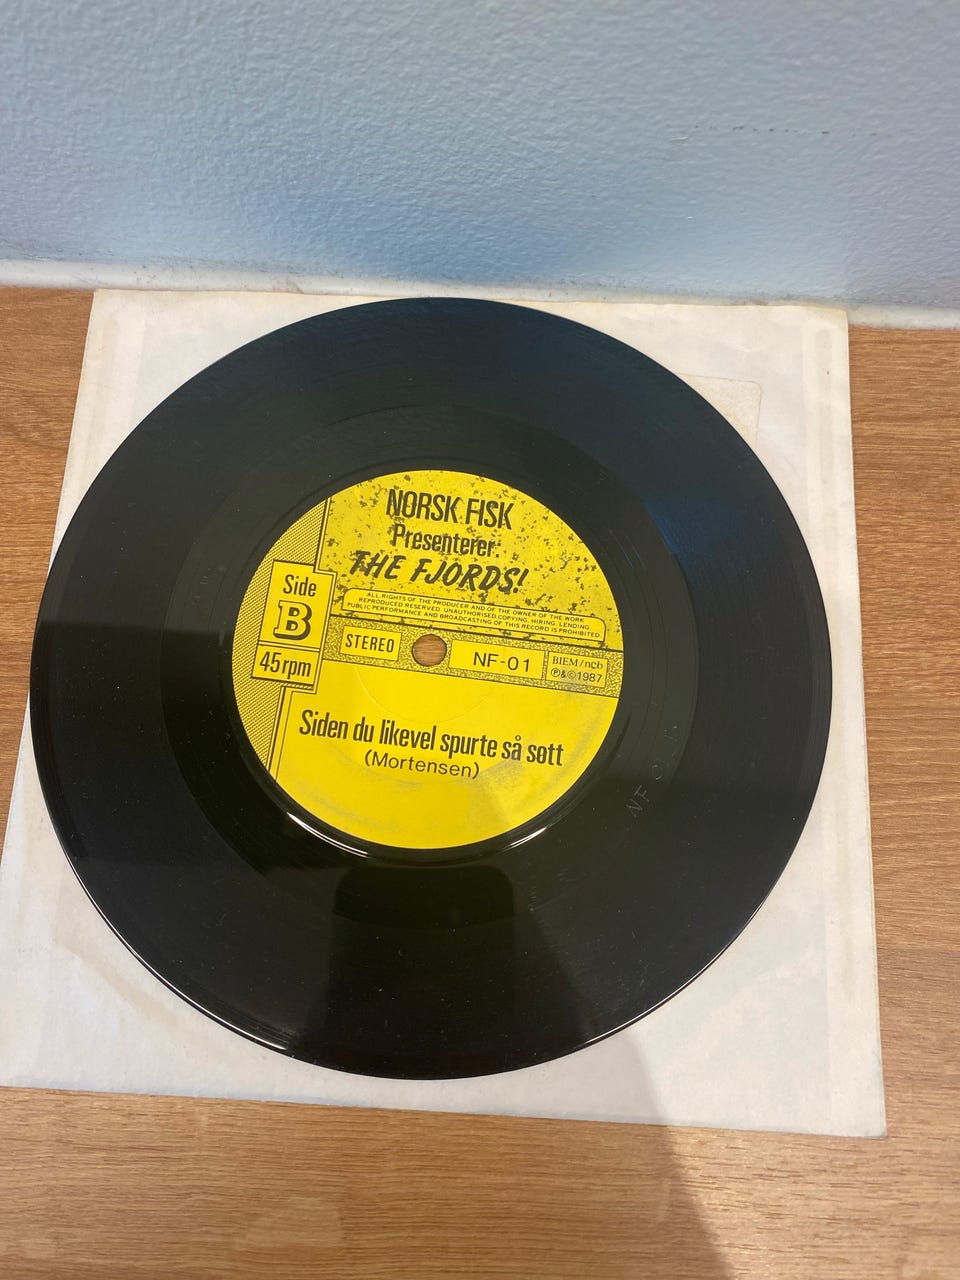 NORSK FISK
Presenterer
THE FJORDS!
ALL RIGHTS OF THE PRODUCER AND OF THE OWNER OF THE WORK
REPRODUCED RESERVED. UNAUTHORISED COPYING, HIRING, LENDING,
PUBLIC PERFORMANCE AND BROADCASTING OF THIS RECORD IS PROHIBITED
Side
B
45rpm
STEREO
NF-01
BIEM/ncb
Ⓟ&©1987
Siden du likevel spurte så søtt
(Mortensen)
NF